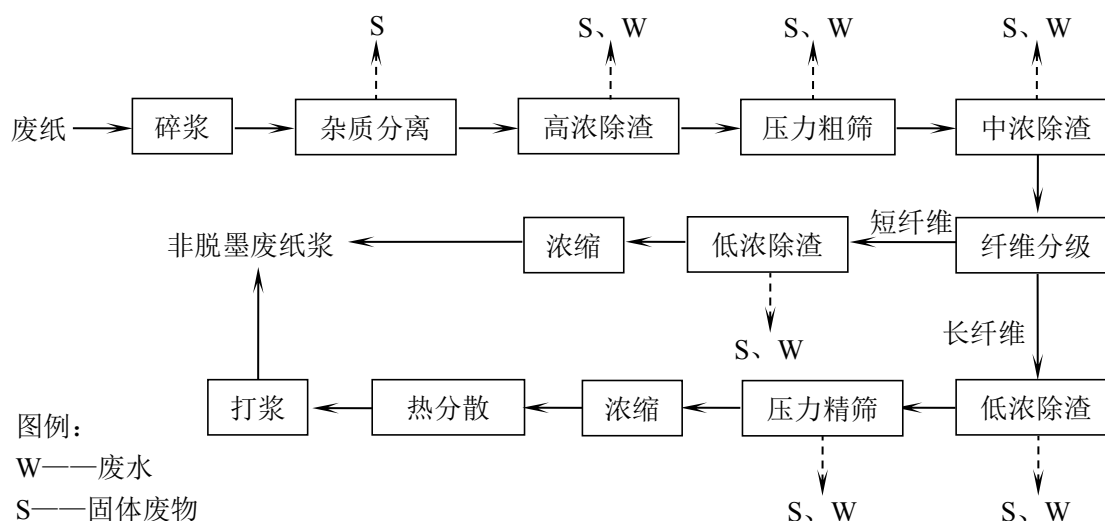 S
S、W
S、W
S、W
废纸
碎浆
杂质分离
高浓除渣
压力粗筛
中浓除渣
非脱墨废纸浆
浓缩
低浓除渣
短纤维
纤维分级
S、W
长纤维
打浆
热分散
浓缩
压力精筛
低浓除渣
图例：
W——废水
S——固体废物
S、W
S、W